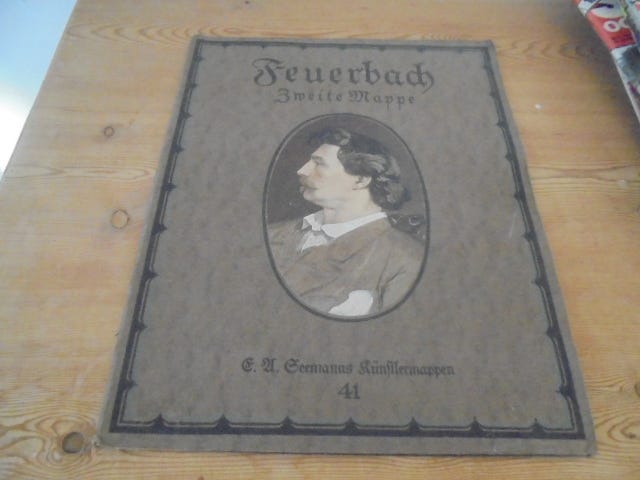 Feuerbach
Zweite Mappe
E. A. Seemanns Künstlermappen
41